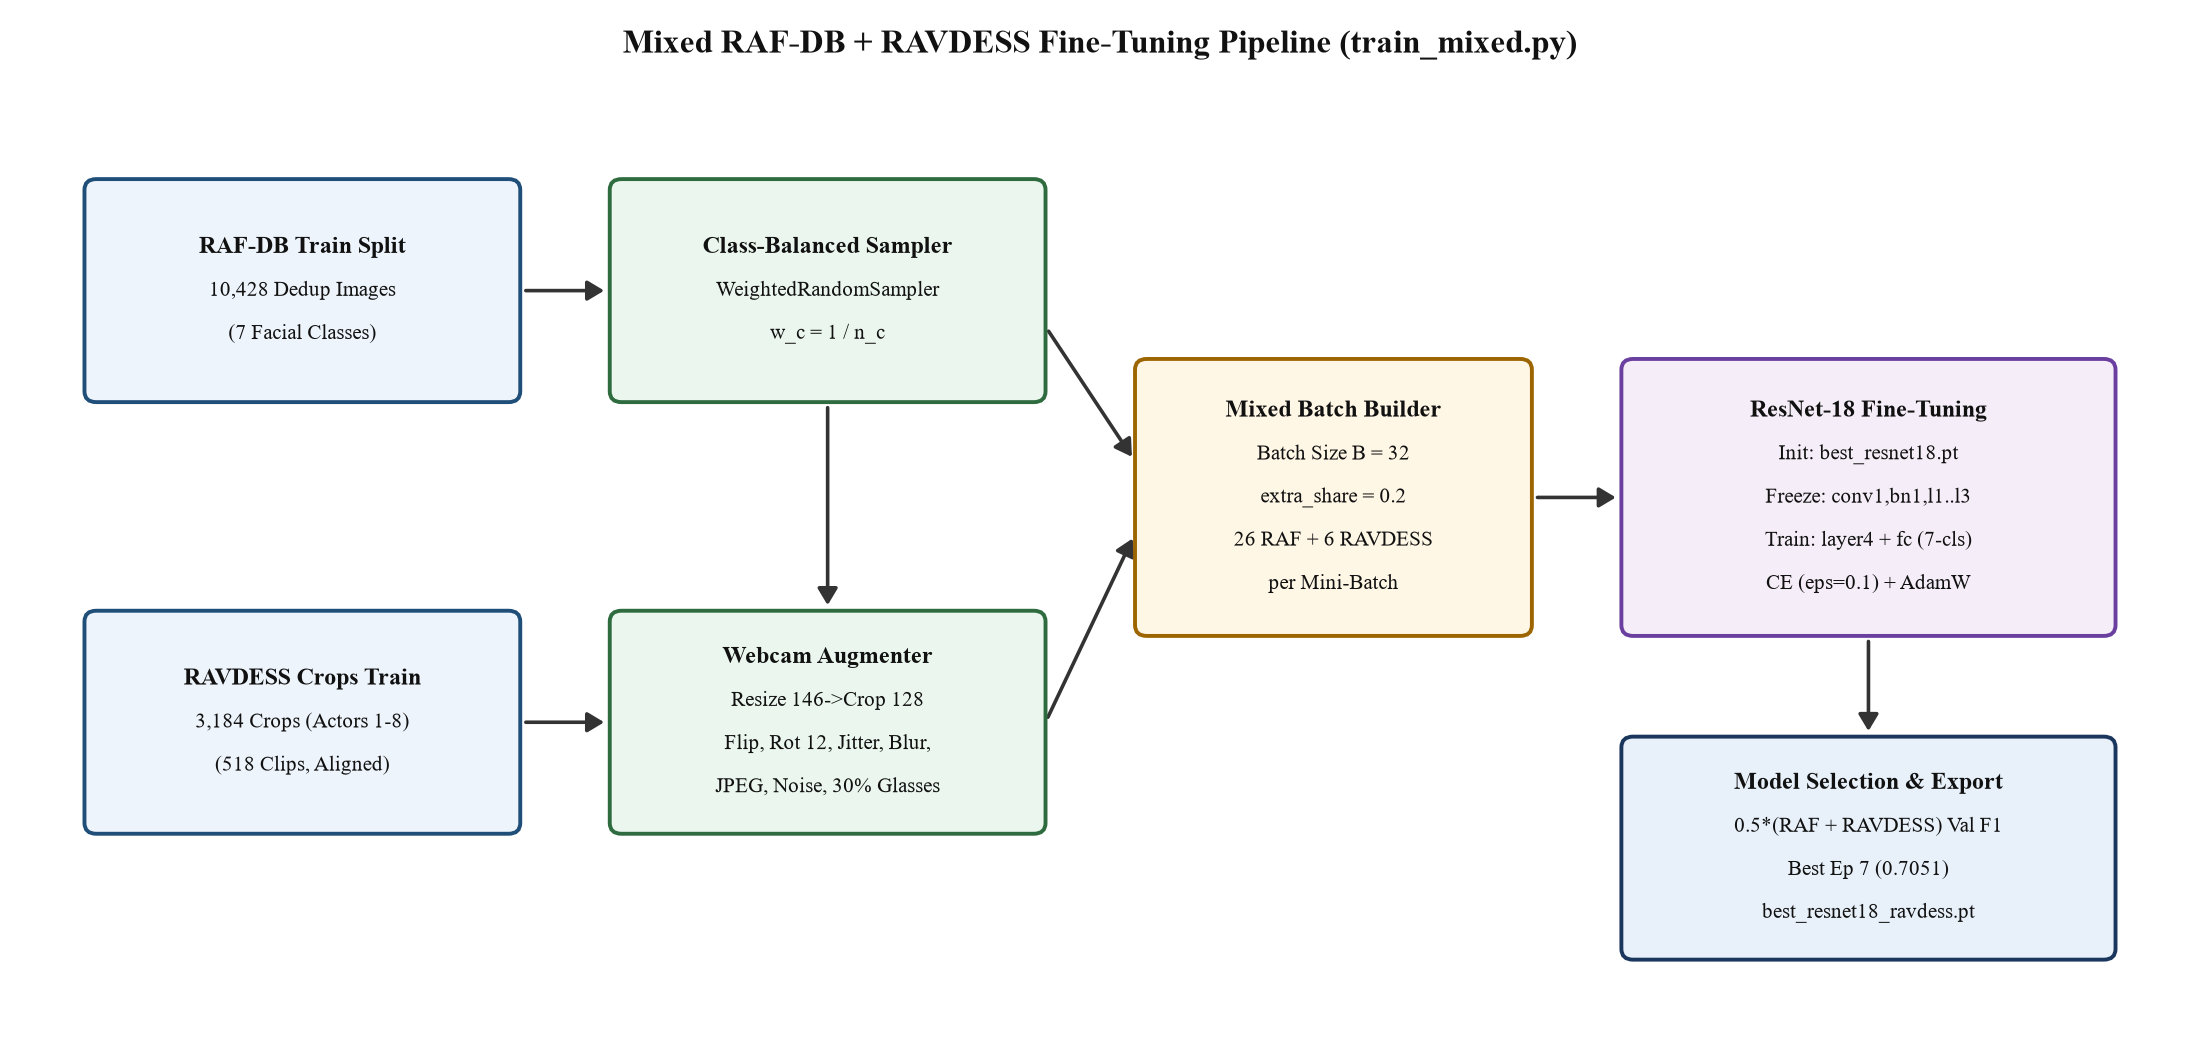 Mixed RAF-DB + RAVDESS Fine-Tuning Pipeline (train_mixed.py)
RAF-DB Train Split
10,428 Dedup Images
(7 Facial Classes)
Class-Balanced Sampler
WeightedRandomSampler
w_c = 1 / n_c
RAVDESS Crops Train
3,184 Crops (Actors 1-8)
(518 Clips, Aligned)
Webcam Augmenter
Resize 146->Crop 128
Flip, Rot 12, Jitter, Blur,
JPEG, Noise, 30% Glasses
Mixed Batch Builder
Batch Size B = 32
extra_share = 0.2
26 RAF + 6 RAVDESS
per Mini-Batch
ResNet-18 Fine-Tuning
Init: best_resnet18.pt
Freeze: conv1,bn1,l1..l3
Train: layer4 + fc (7-cls)
CE (eps=0.1) + AdamW
Model Selection & Export
0.5*(RAF + RAVDESS) Val F1
Best Ep 7 (0.7051)
best_resnet18_ravdess.pt